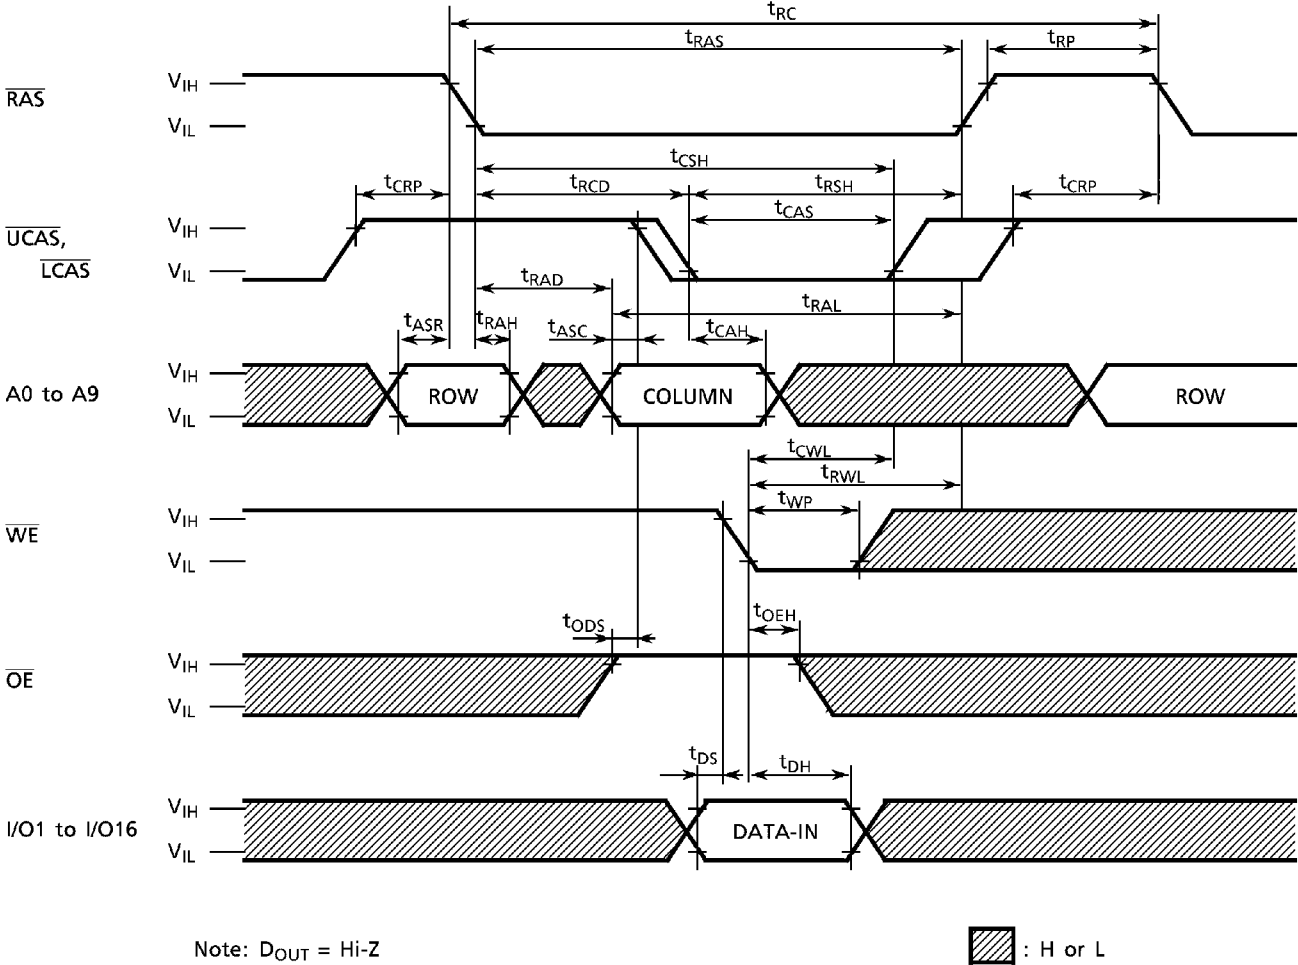 tRC
tRAS
tRP
RAS
VIH
VIL
tCSH
tCRP
tRCD
tRSH
tCRP
tCAS
UCAS,
LCAS
VIH
VIL
tRAD
tRAL
tASR
tRAH
tASC
tCAH
A0 to A9
VIH
VIL
ROW
COLUMN
ROW
tCWL
tRWL
tWP
WE
VIH
VIL
tODS
tOEH
OE
VIH
VIL
tDS
tDH
I/O1 to I/O16
VIH
VIL
DATA-IN
Note: DOUT = Hi-Z
: H or L